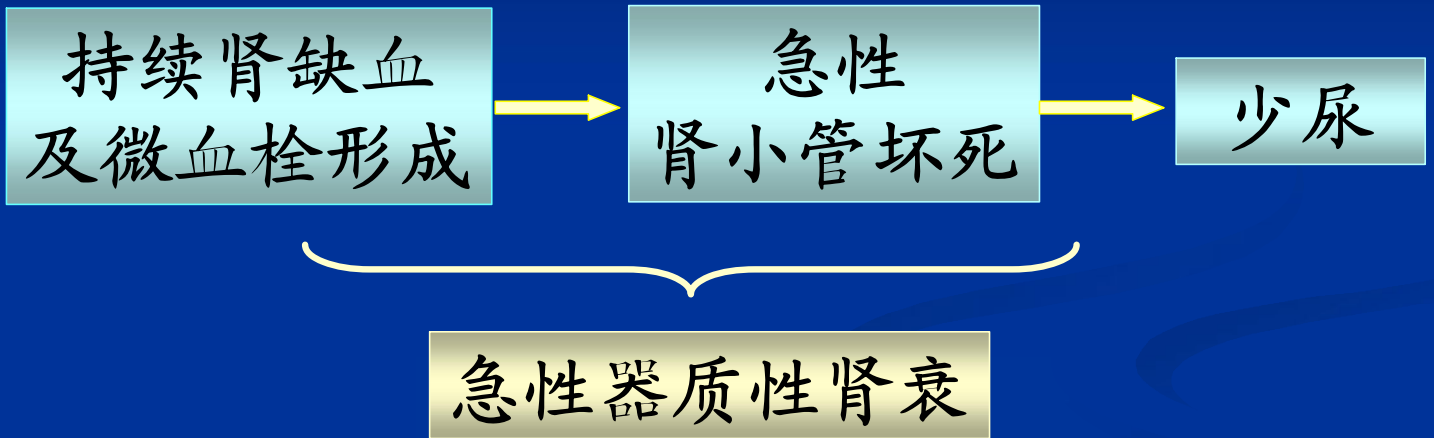 持续肾缺血
及微血栓形成
急性
肾小管坏死
少尿
急性器质性肾衰